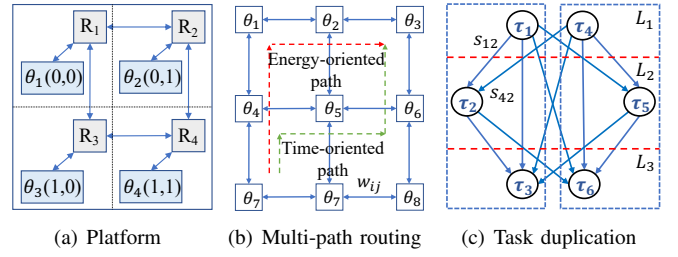 R1
R2
θ1(0,0)
θ2(0,1)
R3
R4
θ3(1,0)
θ4(1,1)
(a) Platform
θ1
θ2
θ3
Energy-oriented
path
θ4
θ5
θ6
Time-oriented
path
wij
θ7
θ7
θ8
(b) Multi-path routing
τ1
τ4
L1
s12
L2
s42
τ2
τ5
L3
τ3
τ6
(c) Task duplication